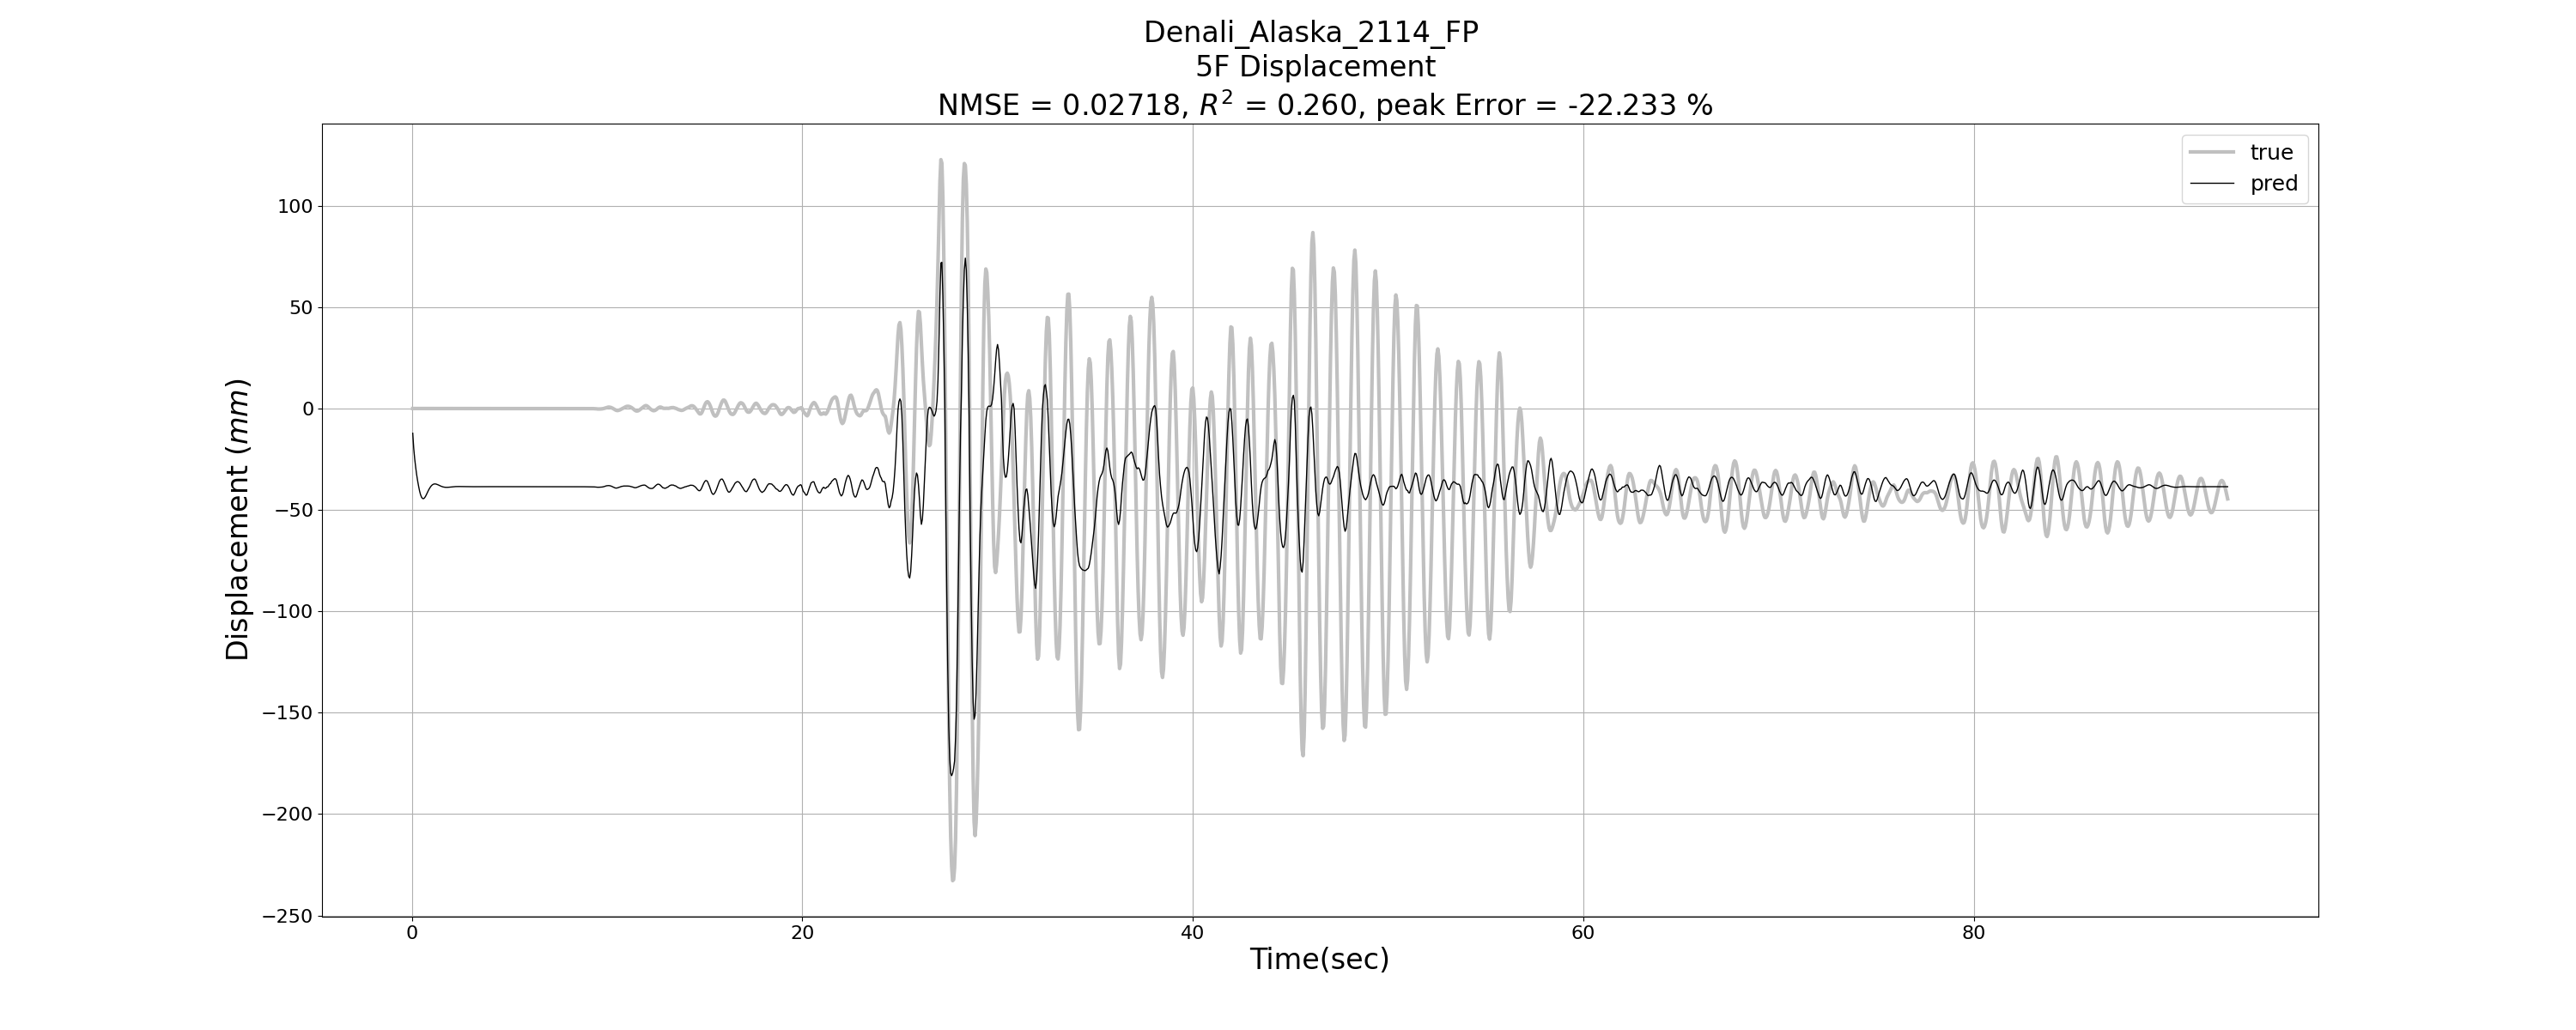 Denali_Alaska_2114_FP
5F Displacement
NMSE = 0.02718, R² = 0.260, peak Error = -22.233 %
true
pred
100
50
0
−50
−100
−150
−200
−250
Displacement (mm)
0 20 40 60 80
Time(sec)